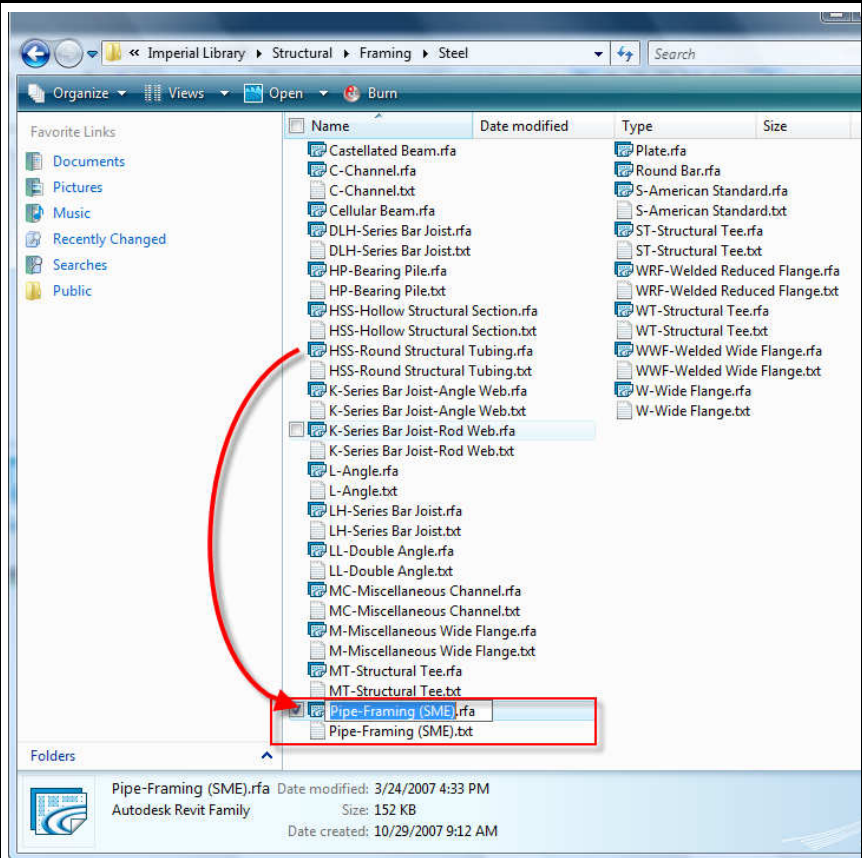 « Imperial Library ▸ Structural ▸ Framing ▸ Steel
Search
Organize Views Open Burn
Favorite Links
Documents
Pictures
Music
Recently Changed
Searches
Public
Folders
Name Date modified Type Size
Castellated Beam.rfa
C-Channel.rfa
C-Channel.txt
Cellular Beam.rfa
DLH-Series Bar Joist.rfa
DLH-Series Bar Joist.txt
HP-Bearing Pile.rfa
HP-Bearing Pile.txt
HSS-Hollow Structural Section.rfa
HSS-Hollow Structural Section.txt
HSS-Round Structural Tubing.rfa
HSS-Round Structural Tubing.txt
K-Series Bar Joist-Angle Web.rfa
K-Series Bar Joist-Angle Web.txt
K-Series Bar Joist-Rod Web.rfa
K-Series Bar Joist-Rod Web.txt
L-Angle.rfa
L-Angle.txt
LH-Series Bar Joist.rfa
LH-Series Bar Joist.txt
LL-Double Angle.rfa
LL-Double Angle.txt
MC-Miscellaneous Channel.rfa
MC-Miscellaneous Channel.txt
M-Miscellaneous Wide Flange.rfa
M-Miscellaneous Wide Flange.txt
MT-Structural Tee.rfa
MT-Structural Tee.txt
Pipe-Framing (SME).rfa
Pipe-Framing (SME).txt
Plate.rfa
Round Bar.rfa
S-American Standard.rfa
S-American Standard.txt
ST-Structural Tee.rfa
ST-Structural Tee.txt
WRF-Welded Reduced Flange.rfa
WRF-Welded Reduced Flange.txt
WT-Structural Tee.rfa
WT-Structural Tee.txt
WWF-Welded Wide Flange.rfa
WWF-Welded Wide Flange.txt
W-Wide Flange.rfa
W-Wide Flange.txt
Pipe-Framing (SME).rfa Date modified: 3/24/2007 4:33 PM
Autodesk Revit Family Size: 152 KB
Date created: 10/29/2007 9:12 AM